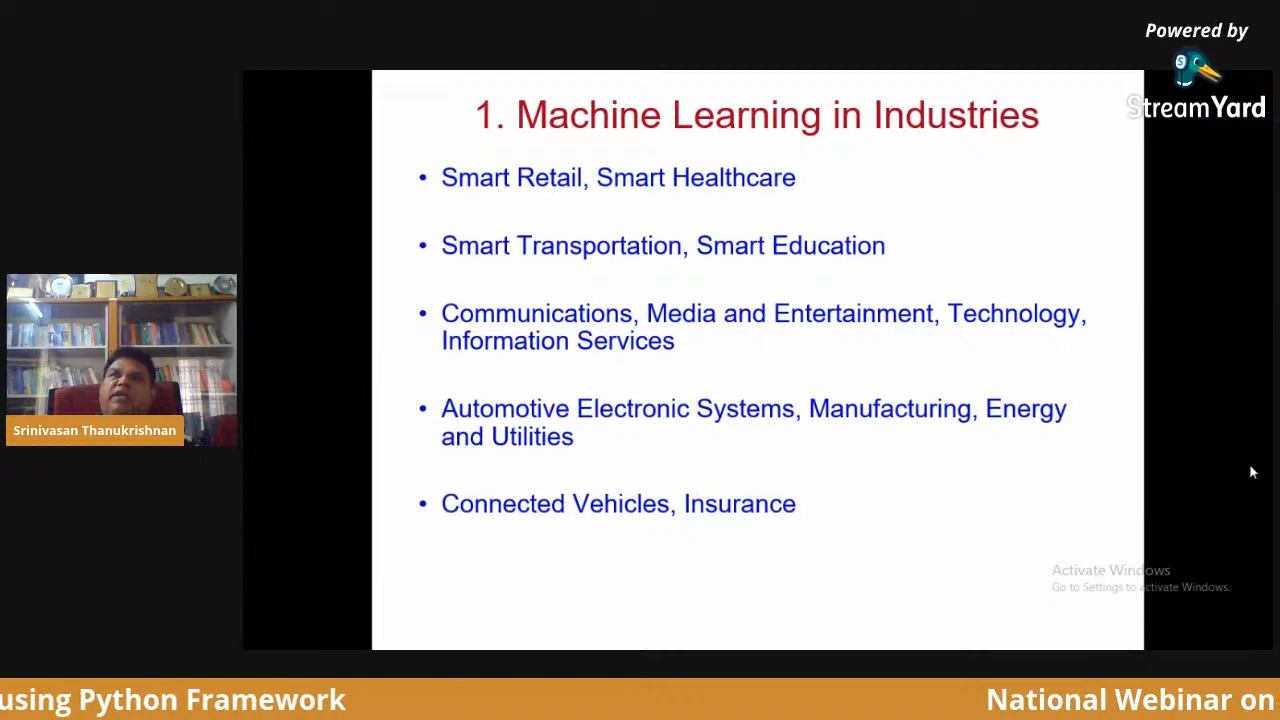 Powered by
StreamYard
1. Machine Learning in Industries
• Smart Retail, Smart Healthcare
• Smart Transportation, Smart Education
• Communications, Media and Entertainment, Technology,
Information Services
• Automotive Electronic Systems, Manufacturing, Energy
and Utilities
• Connected Vehicles, Insurance
Srinivasan Thanukrishnan
Activate Windows
Go to Settings to activate Windows.
using Python Framework
National Webinar on